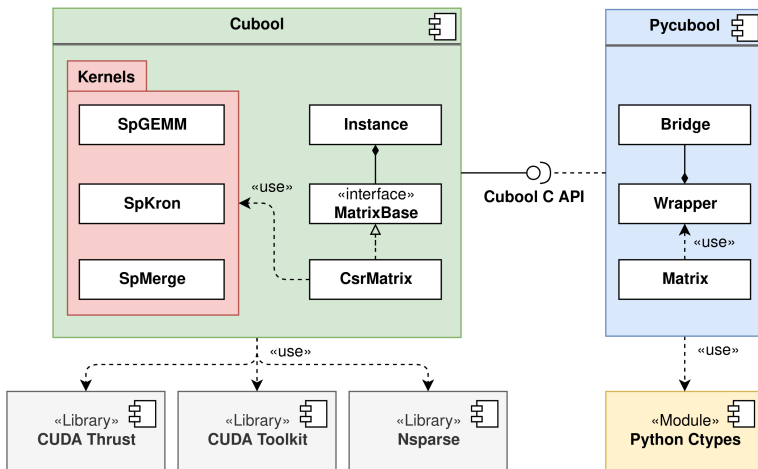 Cubool
Pycubool
Kernels
SpGEMM
Instance
Bridge
«use»
SpKron
«interface»
MatrixBase
Cubool C API
Wrapper
«use»
SpMerge
CsrMatrix
Matrix
«use»
«use»
«Library»
CUDA Thrust
«Library»
CUDA Toolkit
«Library»
Nsparse
«Module»
Python Ctypes